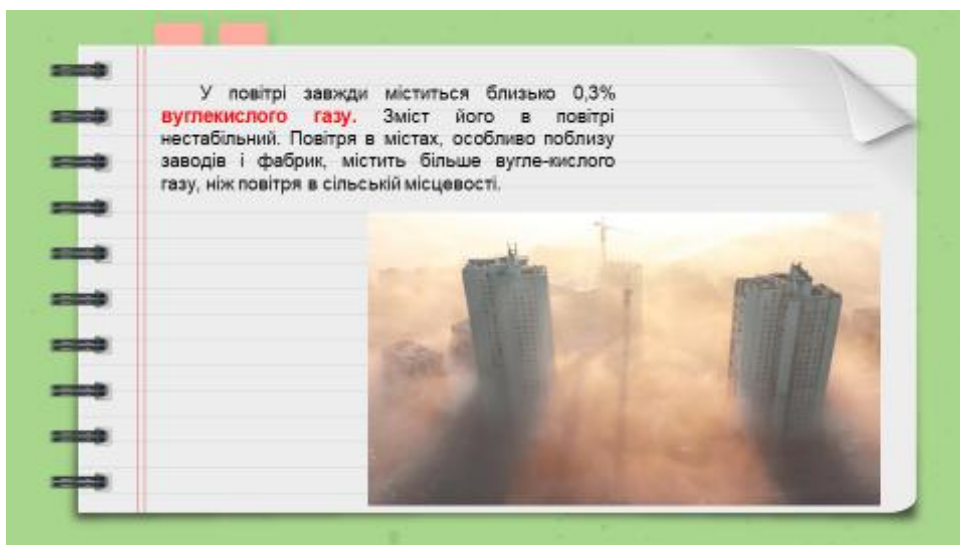 У повітрі завжди міститься близько 0,3%
вуглекислого газу. Зміст його в повітрі
нестабільний. Повітря в містах, особливо поблизу
заводів і фабрик, містить більше вугле-кислого
газу, ніж повітря в сільській місцевості.